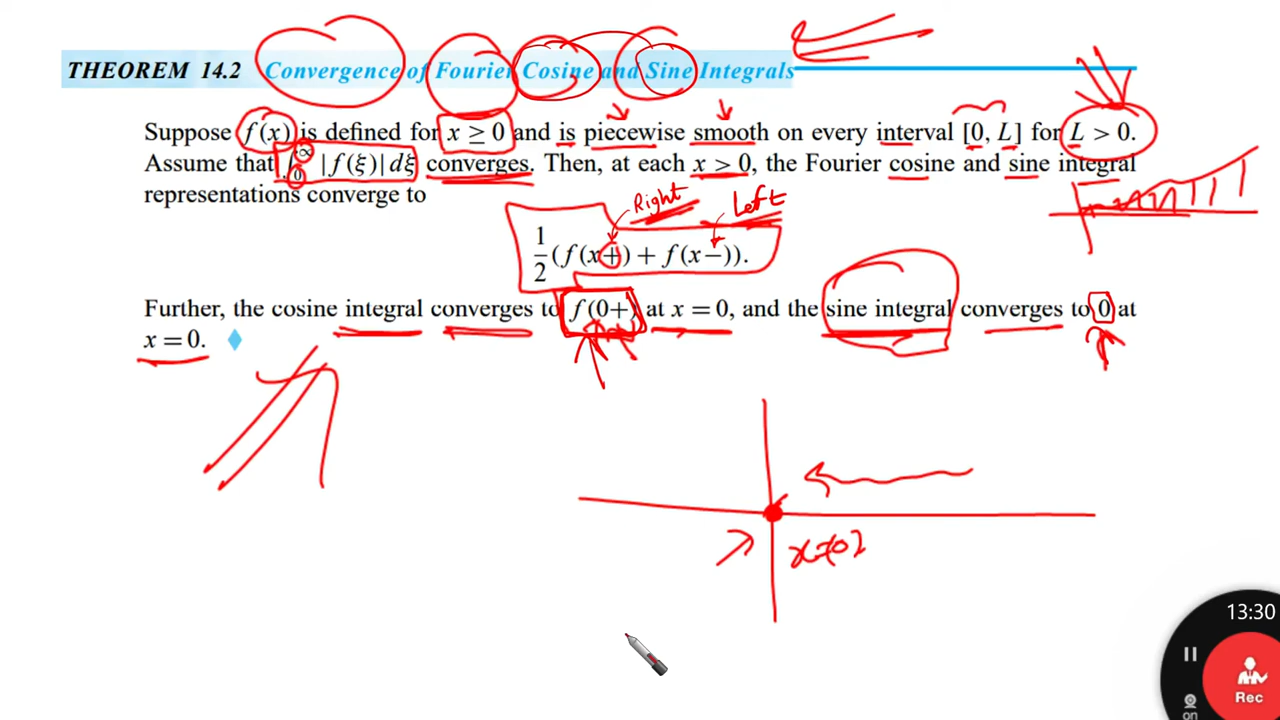 THEOREM 14.2 Convergence of Fourier Cosine and Sine Integrals
Suppose f(x) is defined for x ≥ 0 and is piecewise smooth on every interval [0, L] for L > 0.
Assume that ∫₀^∞ |f(ξ)| dξ converges. Then, at each x > 0, the Fourier cosine and sine integral
representations converge to
Right Left
1/2 (f(x+) + f(x−)).
Further, the cosine integral converges to f(0+) at x = 0, and the sine integral converges to 0 at
x = 0.
13:30
Rec
on